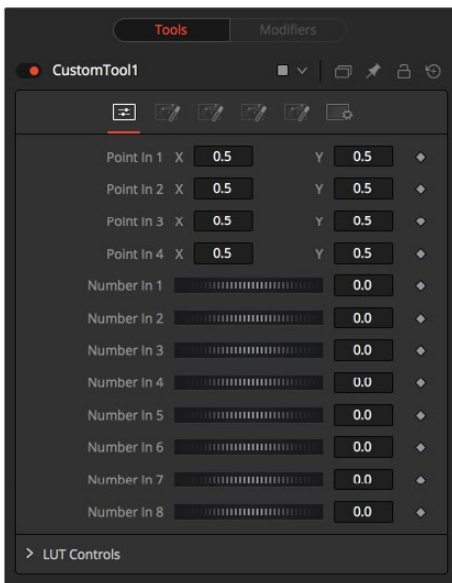 Tools Modifiers
CustomTool1
Point In 1 X 0.5 Y 0.5
Point In 2 X 0.5 Y 0.5
Point In 3 X 0.5 Y 0.5
Point In 4 X 0.5 Y 0.5
Number In 1 0.0
Number In 2 0.0
Number In 3 0.0
Number In 4 0.0
Number In 5 0.0
Number In 6 0.0
Number In 7 0.0
Number In 8 0.0
LUT Controls